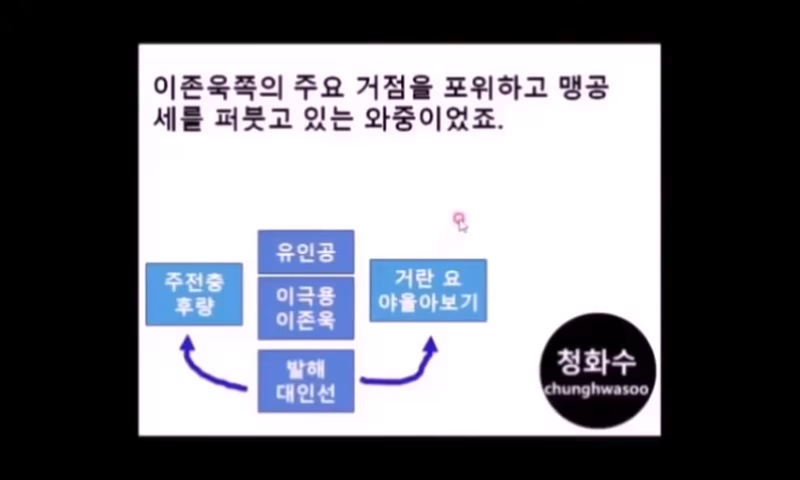 이존욱쪽의 주요 거점을 포위하고 맹공
세를 퍼붓고 있는 와중이었죠.
유인공
주전충
후량
이극용
이존욱
거란 요
야율아보기
발해
대인선
청화수
chunghwasoo